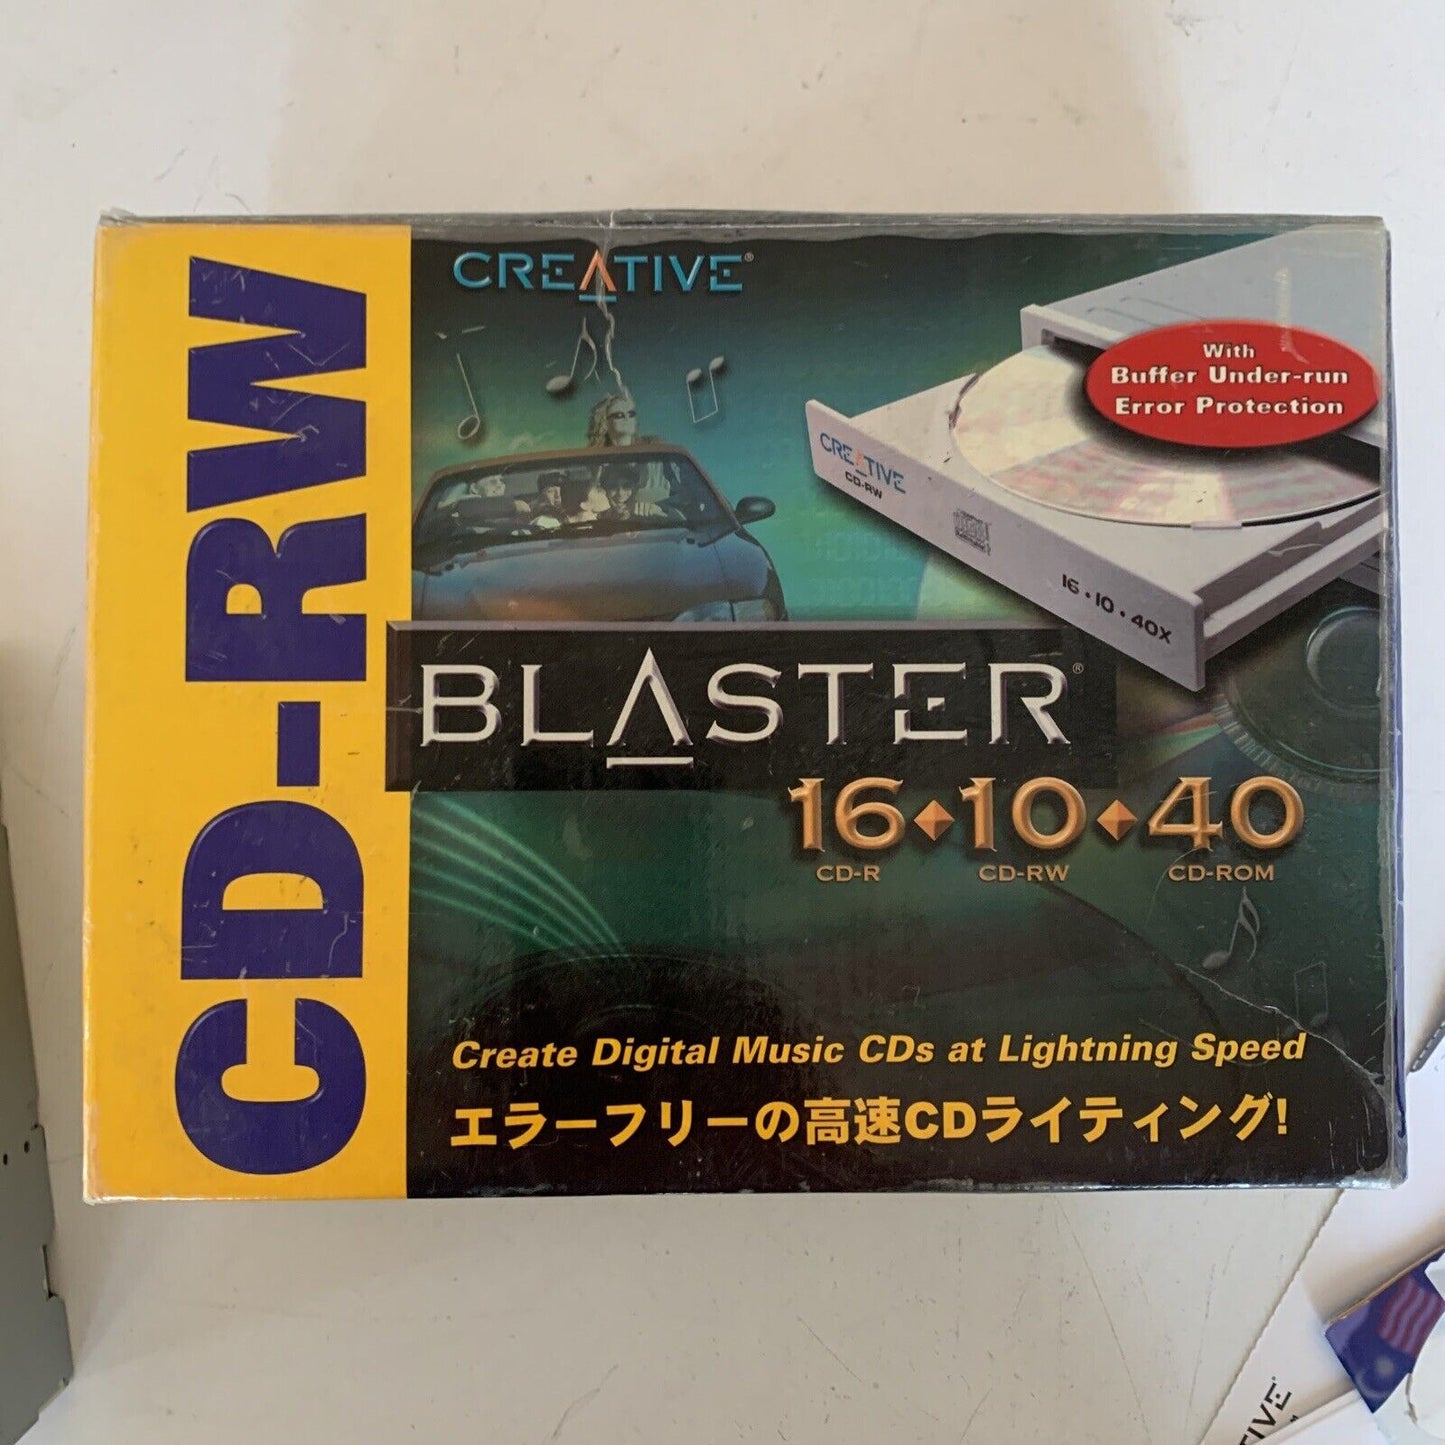 CD-RW
CREATIVE®
With
Buffer Under-run
Error Protection
CREATIVE
CD-RW
16 • 10 • 40X
BLASTER®
16◆10◆40
CD-R CD-RW CD-ROM
Create Digital Music CDs at Lightning Speed
エラーフリーの高速CDライティング!